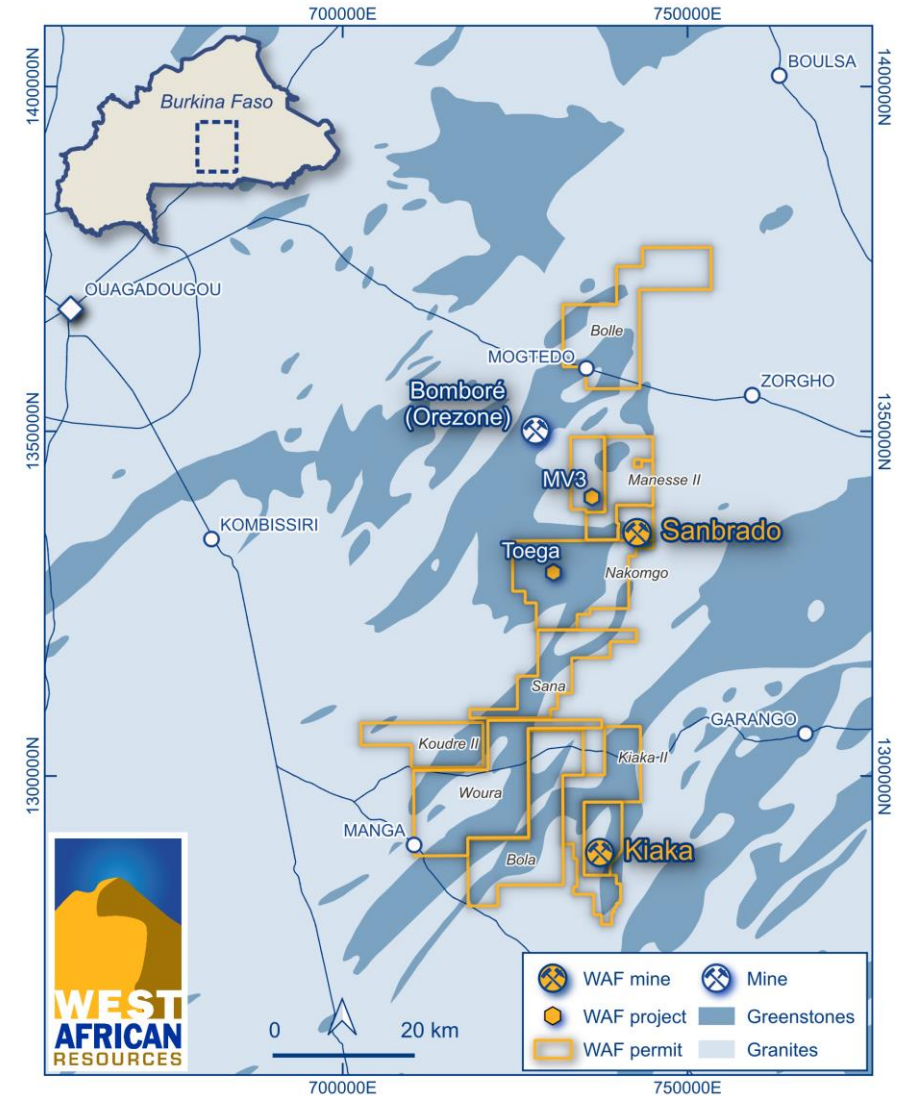 700000E
750000E
1400000N
1400000N
BOULSA
Burkina Faso
OUAGADOUGOU
Bolle
MOGTEDO
ZORGHO
Bomboré
(Orezone)
1350000N
1350000N
MV3
Manesse II
KOMBISSIRI
Sanbrado
Toega
Nakomgo
Sana
GARANGO
Koudre II
Kiaka-II
1300000N
1300000N
Woura
MANGA
Bola
Kiaka
WEST
AFRICAN
RESOURCES
0
20 km
WAF mine
Mine
WAF project
Greenstones
WAF permit
Granites
700000E
750000E